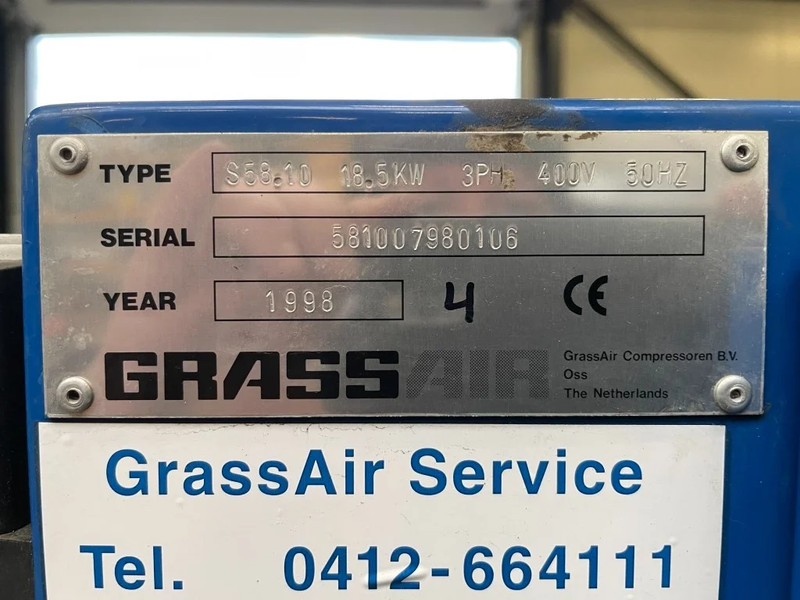 TYPE S58.10 18.5KW 3PH 400V 50HZ
SERIAL 581007980106
YEAR 1998 4 CE
GRASSAIR
GrassAir Compressoren B.V.
Oss
The Netherlands
GrassAir Service
Tel. 0412-664111